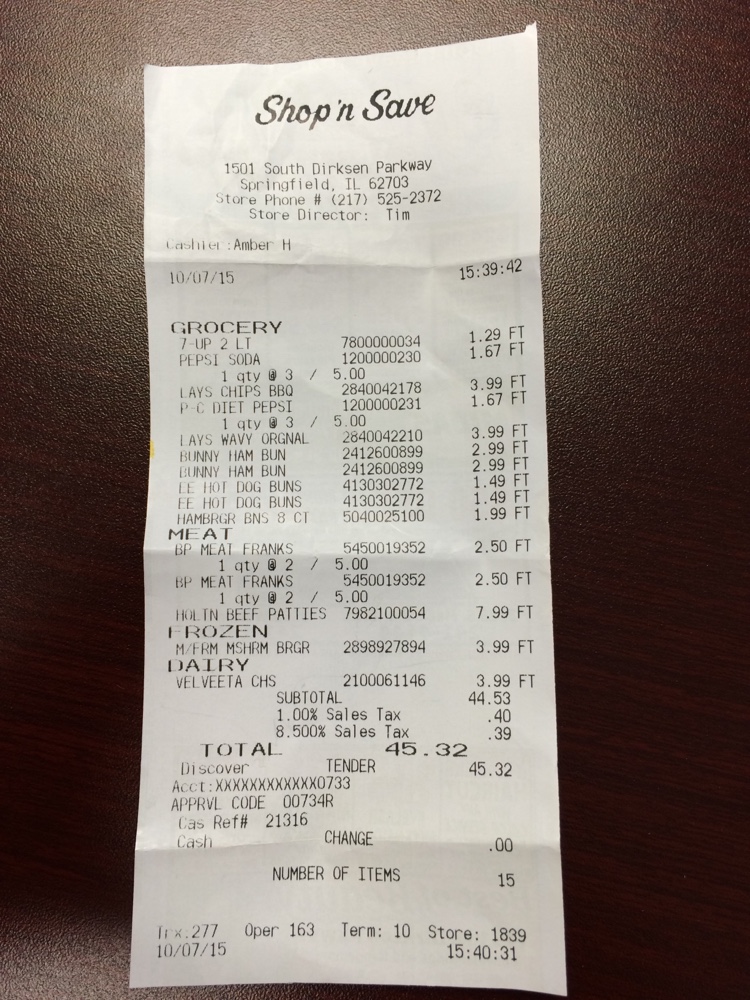 Shop'n Save
1501 South Dirksen Parkway
Springfield, IL 62703
Store Phone # (217) 525-2372
Store Director: Tim
Cashier:Amber H
10/07/15 15:39:42
GROCERY
7-UP 2 LT 7800000034 1.29 FT
PEPSI SODA 1200000230 1.67 FT
1 qty @ 3 / 5.00
LAYS CHIPS BBQ 2840042178 3.99 FT
P-C DIET PEPSI 1200000231 1.67 FT
1 qty @ 3 / 5.00
LAYS WAVY ORGNAL 2840042210 3.99 FT
BUNNY HAM BUN 2412600899 2.99 FT
BUNNY HAM BUN 2412600899 2.99 FT
EE HOT DOG BUNS 4130302772 1.49 FT
EE HOT DOG BUNS 4130302772 1.49 FT
HAMBRGR BNS 8 CT 5040025100 1.99 FT
MEAT
BP MEAT FRANKS 5450019352 2.50 FT
1 qty @ 2 / 5.00
BP MEAT FRANKS 5450019352 2.50 FT
1 qty @ 2 / 5.00
HOLTN BEEF PATTIES 7982100054 7.99 FT
FROZEN
M/FRM MSHRM BRGR 2898927894 3.99 FT
DAIRY
VELVEETA CHS 2100061146 3.99 FT
SUBTOTAL 44.53
1.00% Sales Tax .40
8.500% Sales Tax .39
TOTAL 45.32
Discover TENDER 45.32
Acct:XXXXXXXXXXXX0733
APPRVL CODE 00734R
Cas Ref# 21316
Cash CHANGE .00
NUMBER OF ITEMS 15
Trx:277 Oper 163 Term: 10 Store: 1839
10/07/15 15:40:31